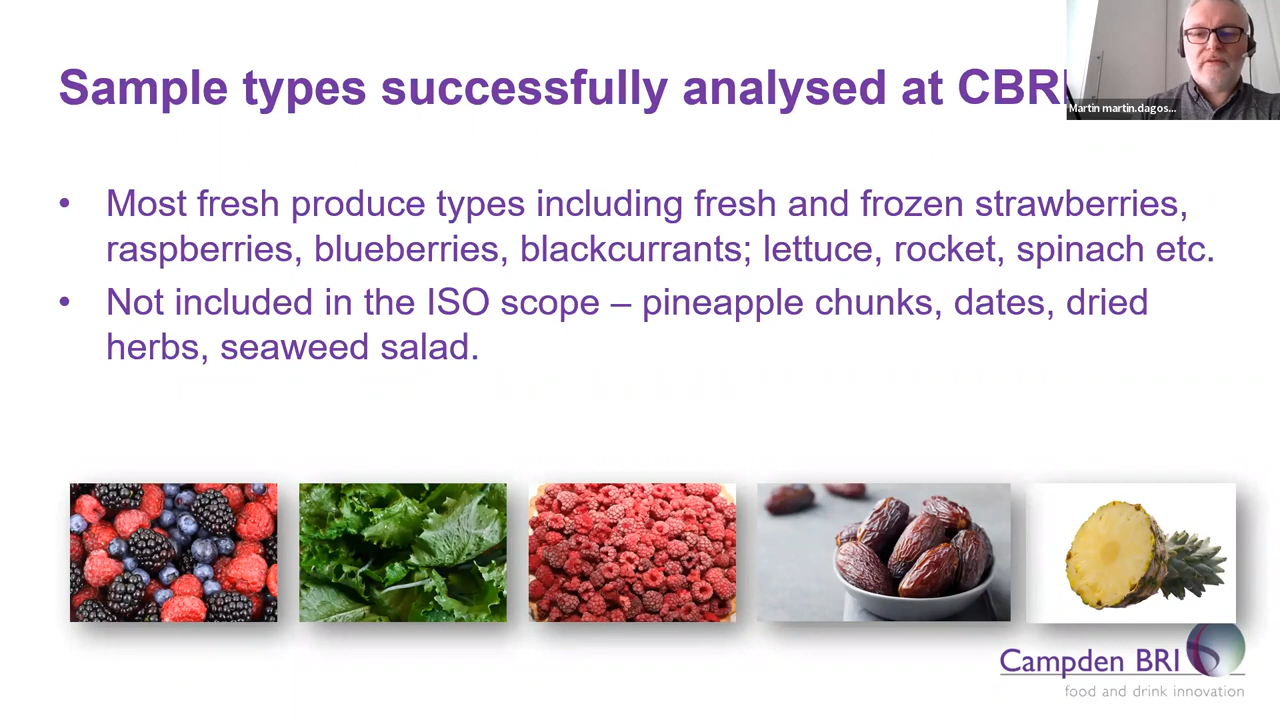 Sample types successfully analysed at CBRI
Martin martin.dagos...
• Most fresh produce types including fresh and frozen strawberries,
raspberries, blueberries, blackcurrants; lettuce, rocket, spinach etc.
• Not included in the ISO scope – pineapple chunks, dates, dried
herbs, seaweed salad.
Campden BRI
food and drink innovation